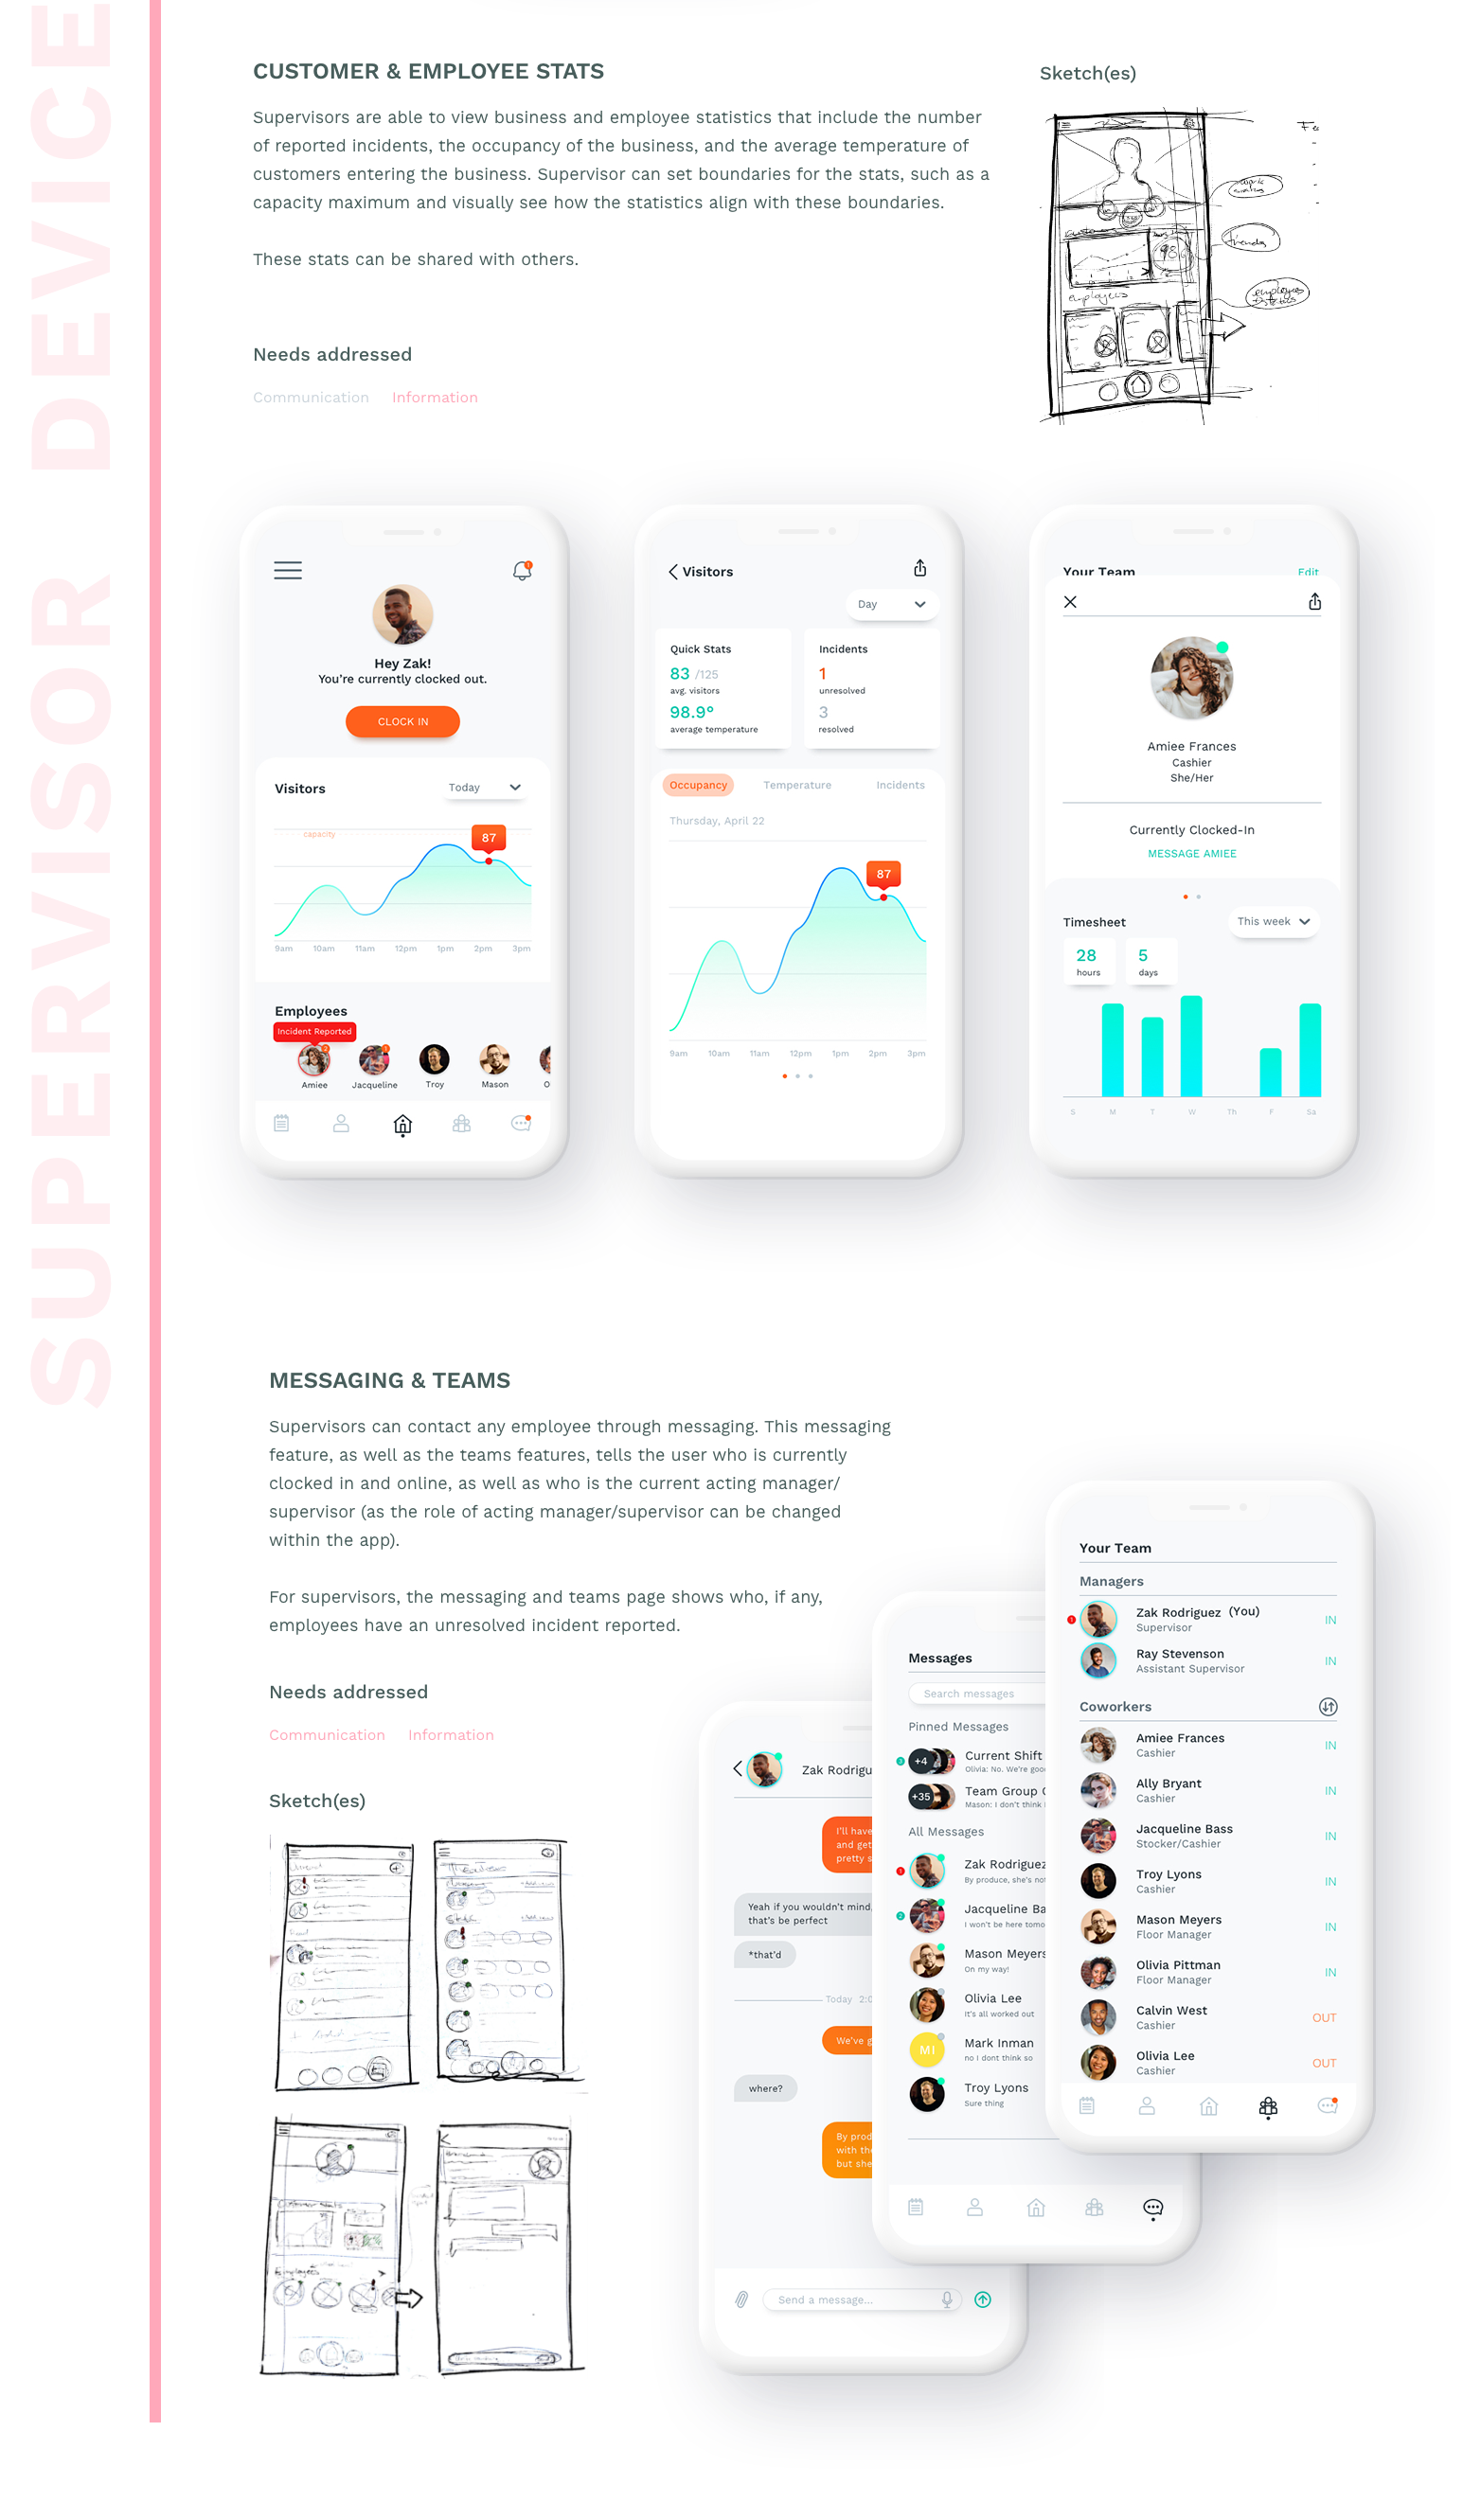 SUPERVISOR DEVICE
CUSTOMER & EMPLOYEE STATS
Supervisors are able to view business and employee statistics that include the number
of reported incidents, the occupancy of the business, and the average temperature of
customers entering the business. Supervisor can set boundaries for the stats, such as a
capacity maximum and visually see how the statistics align with these boundaries.
These stats can be shared with others.
Needs addressed
Communication Information
Sketch(es)
trends
employees
Hey Zak!
You're currently clocked out.
CLOCK IN
Visitors
Today
capacity
87
9am 10am 11am 12pm 1pm 2pm 3pm
Employees
Incident Reported
Amiee Jacqueline Troy Mason O
Visitors
Day
Quick Stats
83 /125
avg. visitors
98.9°
average temperature
Incidents
1
unresolved
3
resolved
Occupancy Temperature Incidents
Thursday, April 22
87
9am 10am 11am 12pm 1pm 2pm 3pm
Your Team Edit
Amiee Frances
Cashier
She/Her
Currently Clocked-In
MESSAGE AMIEE
Timesheet
This week
28
hours
5
days
S M T W Th F Sa
MESSAGING & TEAMS
Supervisors can contact any employee through messaging. This messaging
feature, as well as the teams features, tells the user who is currently
clocked in and online, as well as who is the current acting manager/
supervisor (as the role of acting manager/supervisor can be changed
within the app).
For supervisors, the messaging and teams page shows who, if any,
employees have an unresolved incident reported.
Needs addressed
Communication Information
Sketch(es)
Zak Rodrigu
I'll have
and get
pretty s
Yeah if you wouldn't mind,
that's be perfect
*that'd
Today 2:0
We've g
where?
By prod
with the
but she
Send a message...
Messages
Search messages
Pinned Messages
+4
Current Shift
Olivia: No. We're good
+35
Team Group C
Mason: I don't think
All Messages
Zak Rodriguez
By produce, she's not
Jacqueline Ba
I won't be here tomo
Mason Meyers
On my way!
Olivia Lee
It's all worked out
MI
Mark Inman
no I dont think so
Troy Lyons
Sure thing
Your Team
Managers
Zak Rodriguez (You)
Supervisor
IN
Ray Stevenson
Assistant Supervisor
IN
Coworkers
Amiee Frances
Cashier
IN
Ally Bryant
Cashier
IN
Jacqueline Bass
Stocker/Cashier
IN
Troy Lyons
Cashier
IN
Mason Meyers
Floor Manager
IN
Olivia Pittman
Floor Manager
IN
Calvin West
Cashier
OUT
Olivia Lee
Cashier
OUT